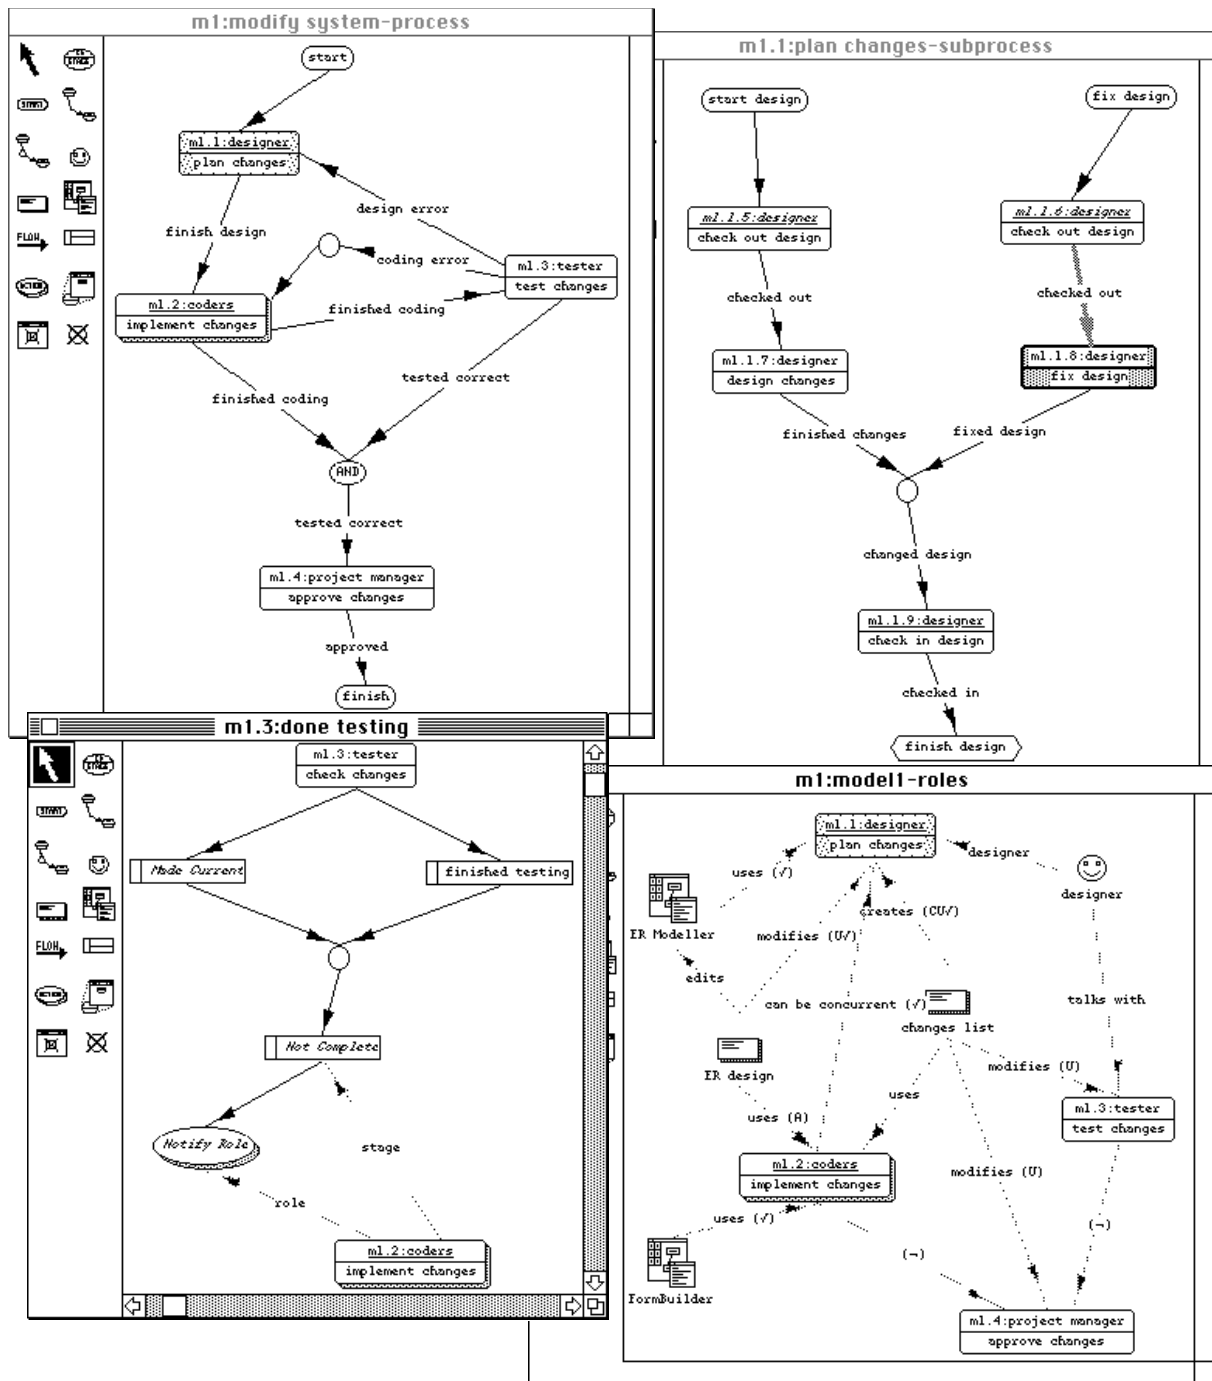 m1:modify system-process
start
m1.1:designer
plan changes
design error
finish design
coding error
m1.3:tester
test changes
m1.2:coders
implement changes
finished coding
tested correct
finished coding
AND
tested correct
m1.4:project manager
approve changes
approved
finish
START
FLOW
ACTION
m1.1:plan changes-subprocess
start design
fix design
m1.1.5:designer
check out design
m1.1.6:designer
check out design
checked out
checked out
m1.1.7:designer
design changes
m1.1.8:designer
fix design
finished changes
fixed design
changed design
m1.1.9:designer
check in design
checked in
finish design
m1.3:done testing
m1.3:tester
check changes
Made Current
finished testing
Not Complete
Notify Role
stage
role
m1.2:coders
implement changes
START
FLOW
ACTION
m1:model1-roles
m1.1:designer
plan changes
designer
uses (√)
designer
creates (CU√)
ER Modeller
modifies (U√)
edits
can be concurrent (√)
talks with
changes list
ER design
modifies (U)
uses
uses (A)
m1.3:tester
test changes
m1.2:coders
implement changes
modifies (U)
uses (√)
(¬)
(¬)
FormBuilder
m1.4:project manager
approve changes